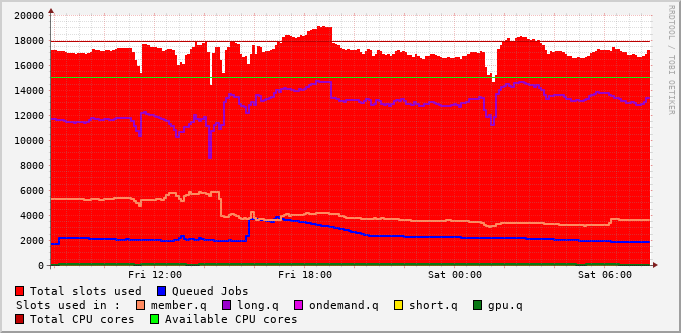 RRDTOOL / TOBI OETIKER
20000
18000
16000
14000
12000
10000
8000
6000
4000
2000
0
Fri 12:00 Fri 18:00 Sat 00:00 Sat 06:00
Total slots used Queued Jobs
Slots used in : member.q long.q ondemand.q short.q gpu.q
Total CPU cores Available CPU cores